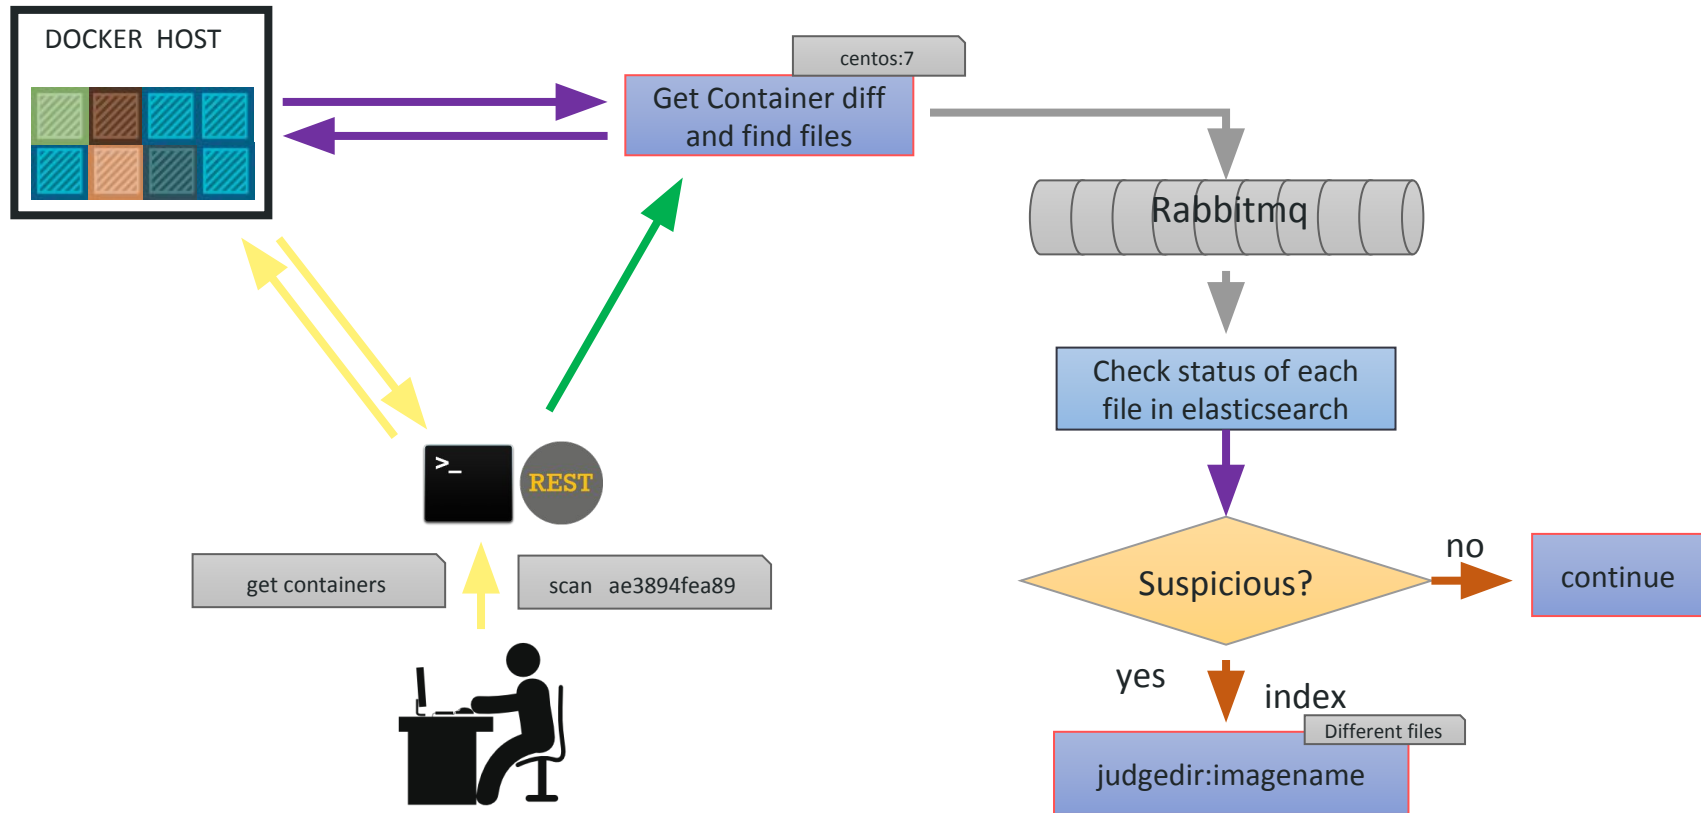 DOCKER HOST
centos:7
Get Container diff
and find files
Rabbitmq
Check status of each
file in elasticsearch
>_
REST
get containers
scan ae3894fea89
Suspicious?
no
continue
yes
index
Different files
judgedir:imagename